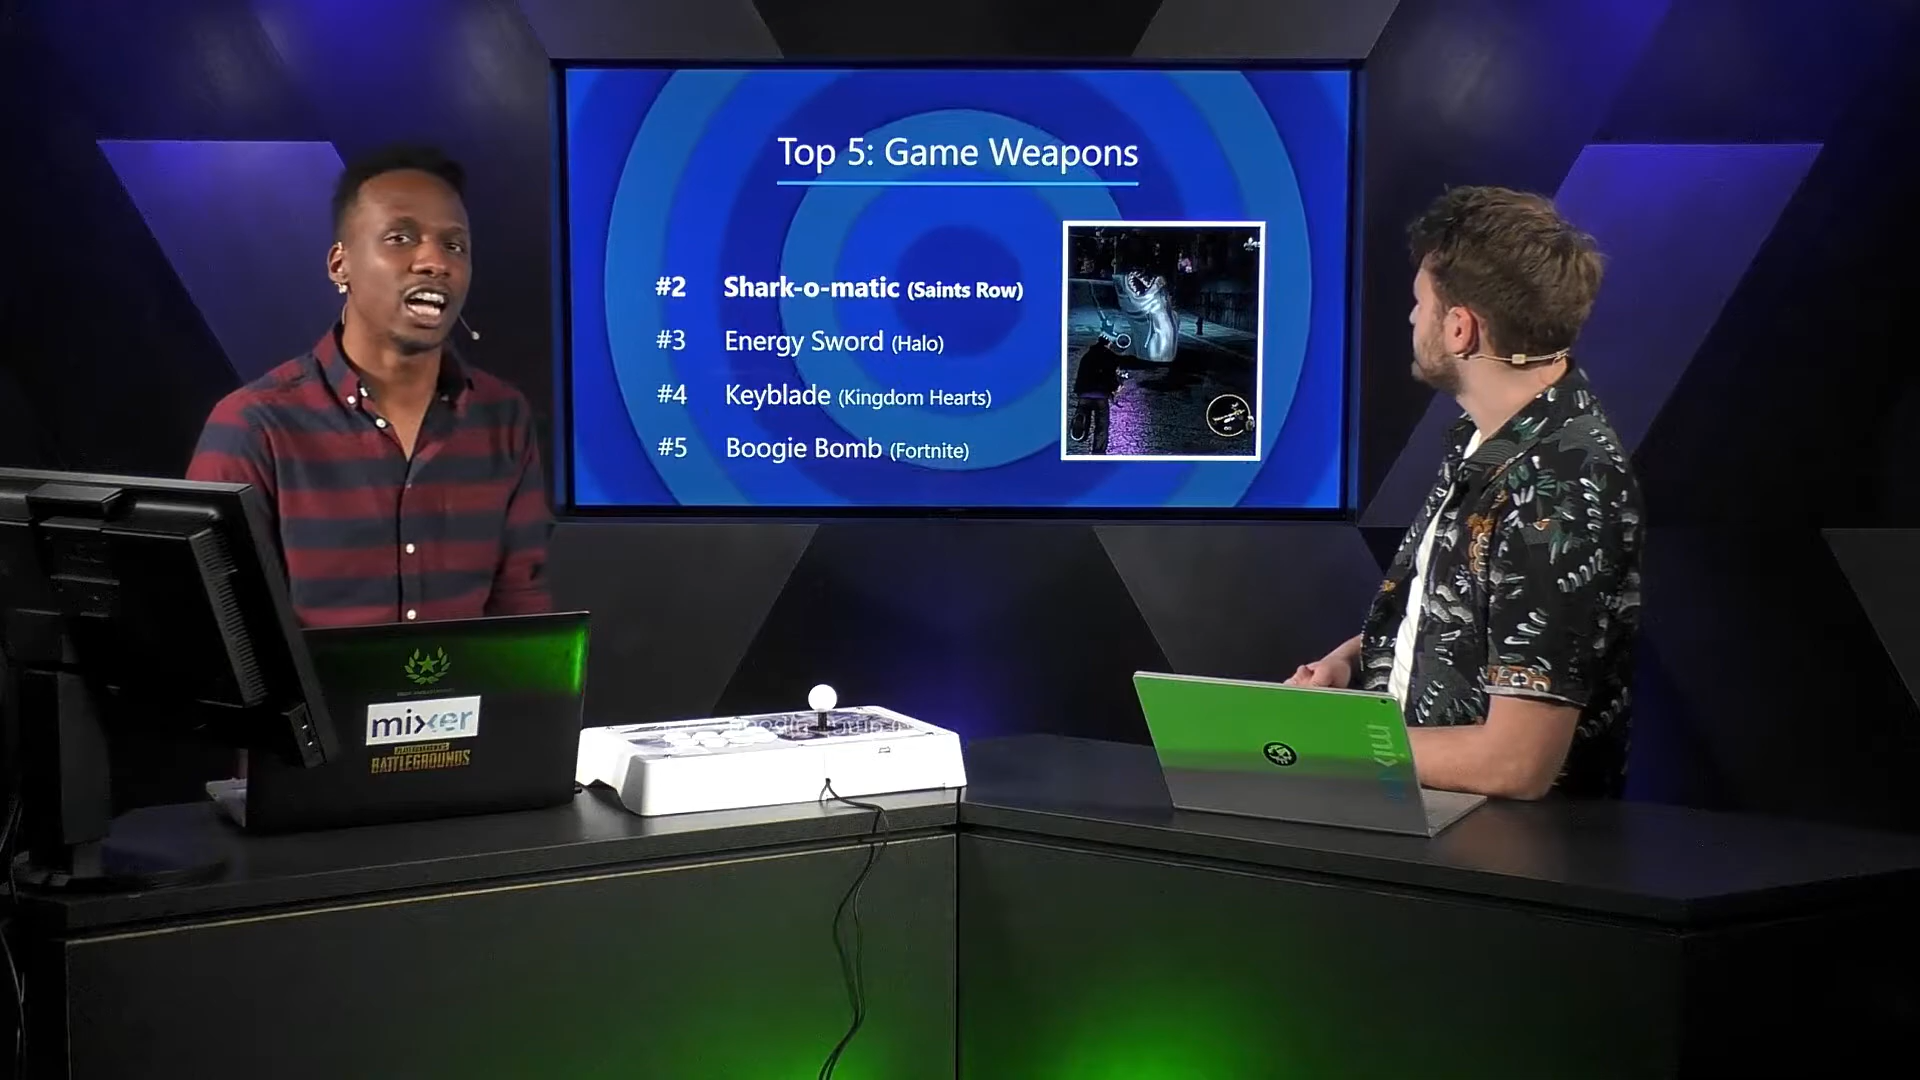 Top 5: Game Weapons
#2 Shark-o-matic (Saints Row)
#3 Energy Sword (Halo)
#4 Keyblade (Kingdom Hearts)
#5 Boogie Bomb (Fortnite)
mixer
PLAYERUNKNOWN'S
BATTLEGROUNDS
mixer